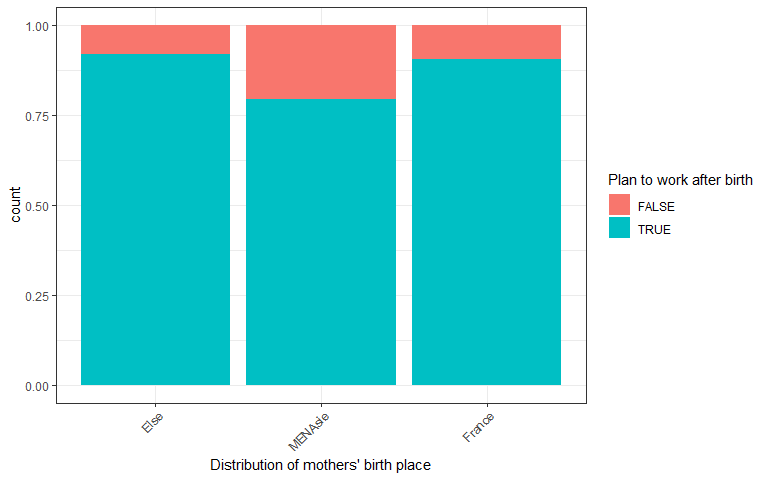 1.00
0.75
0.50
0.25
0.00
count
Else
MENAsie
France
Distribution of mothers' birth place
Plan to work after birth
FALSE
TRUE